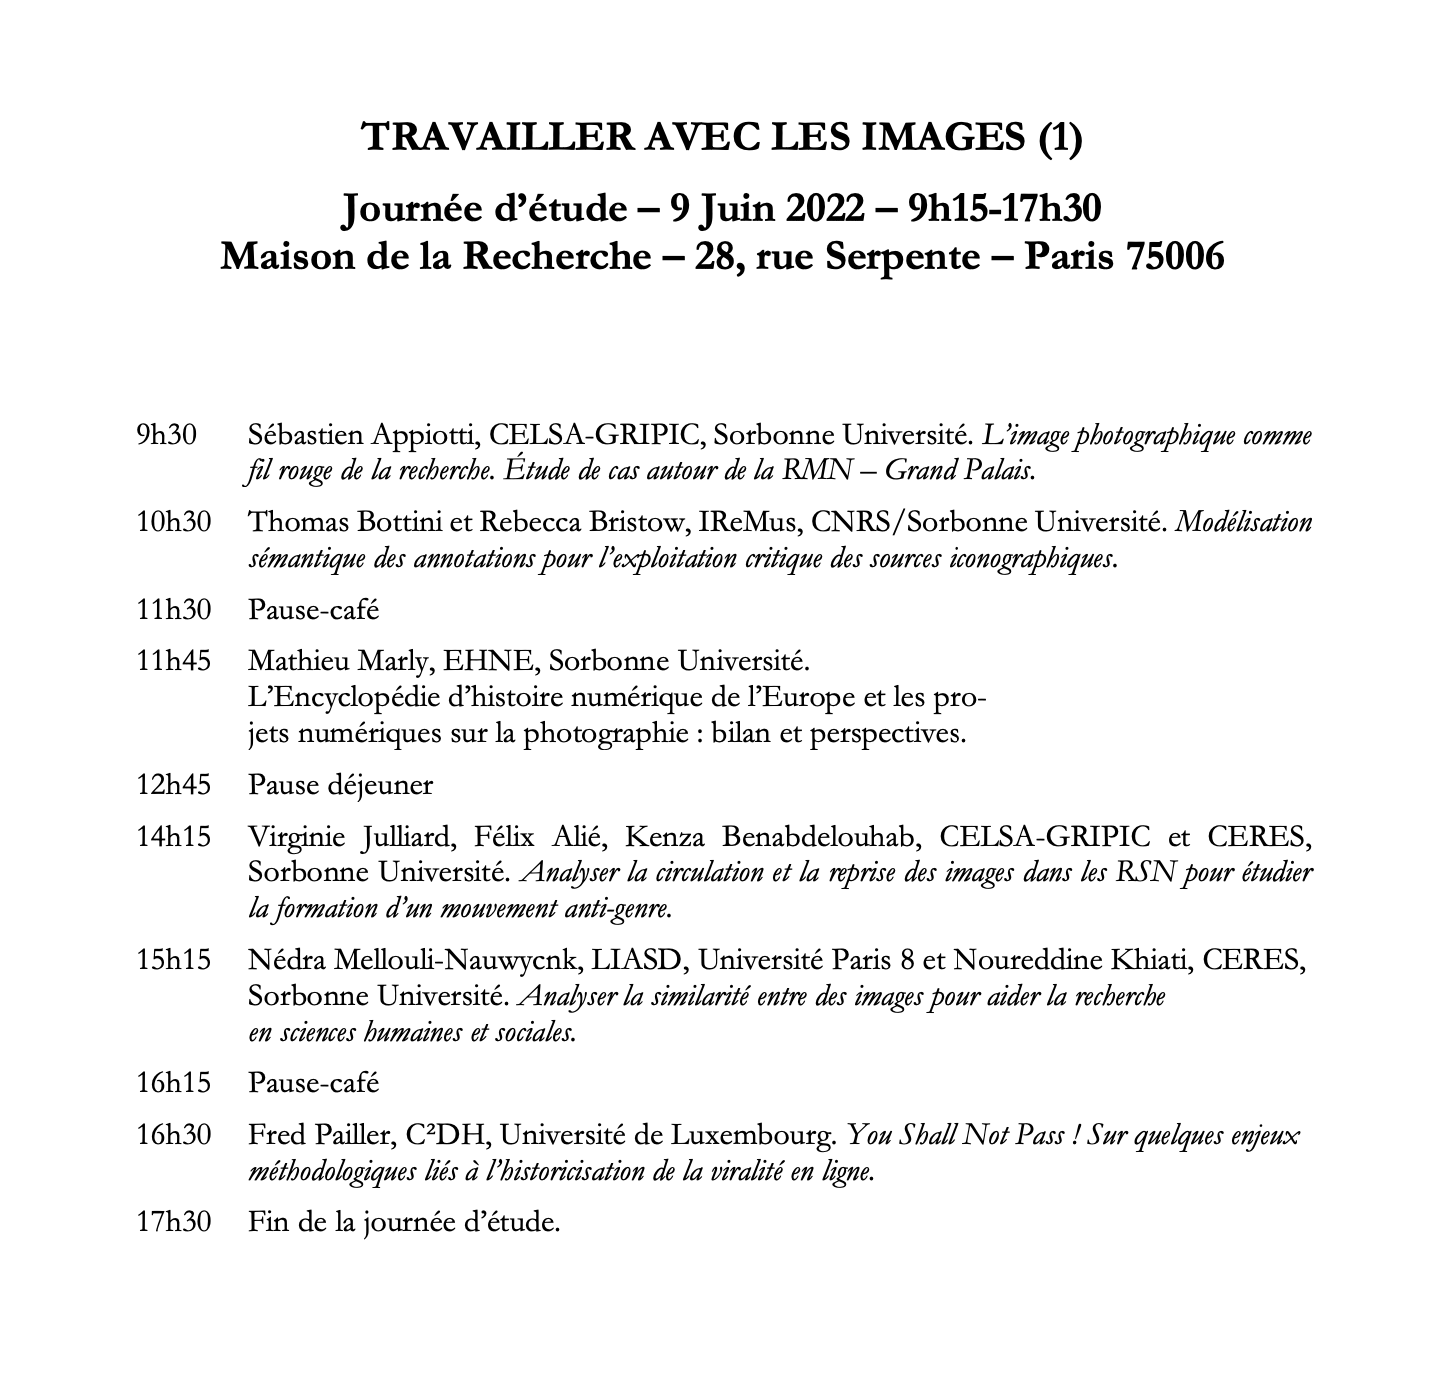 TRAVAILLER AVEC LES IMAGES (1)
Journée d’étude – 9 Juin 2022 – 9h15-17h30
Maison de la Recherche – 28, rue Serpente – Paris 75006
9h30 Sébastien Appiotti, CELSA-GRIPIC, Sorbonne Université. L’image photographique comme
fil rouge de la recherche. Étude de cas autour de la RMN – Grand Palais.
10h30 Thomas Bottini et Rebecca Bristow, IReMus, CNRS/Sorbonne Université. Modélisation
sémantique des annotations pour l’exploitation critique des sources iconographiques.
11h30 Pause-café
11h45 Mathieu Marly, EHNE, Sorbonne Université.
L’Encyclopédie d’histoire numérique de l’Europe et les pro-
jets numériques sur la photographie : bilan et perspectives.
12h45 Pause déjeuner
14h15 Virginie Julliard, Félix Alié, Kenza Benabdelouhab, CELSA-GRIPIC et CERES,
Sorbonne Université. Analyser la circulation et la reprise des images dans les RSN pour étudier
la formation d’un mouvement anti-genre.
15h15 Nédra Mellouli-Nauwycnk, LIASD, Université Paris 8 et Noureddine Khiati, CERES,
Sorbonne Université. Analyser la similarité entre des images pour aider la recherche
en sciences humaines et sociales.
16h15 Pause-café
16h30 Fred Pailler, C²DH, Université de Luxembourg. You Shall Not Pass ! Sur quelques enjeux
méthodologiques liés à l’historicisation de la viralité en ligne.
17h30 Fin de la journée d’étude.